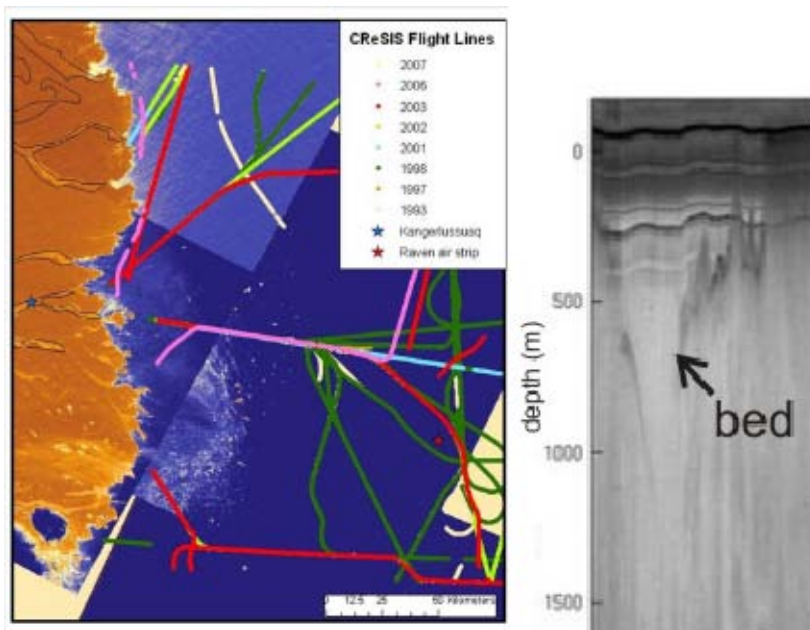 CReSIS Flight Lines
2007
2006
2003
2002
2001
1998
1997
1993
Kangerlussuaq
Raven air strip
0 12.5 25 50 Kilometers
depth (m)
0
500
1000
1500
bed